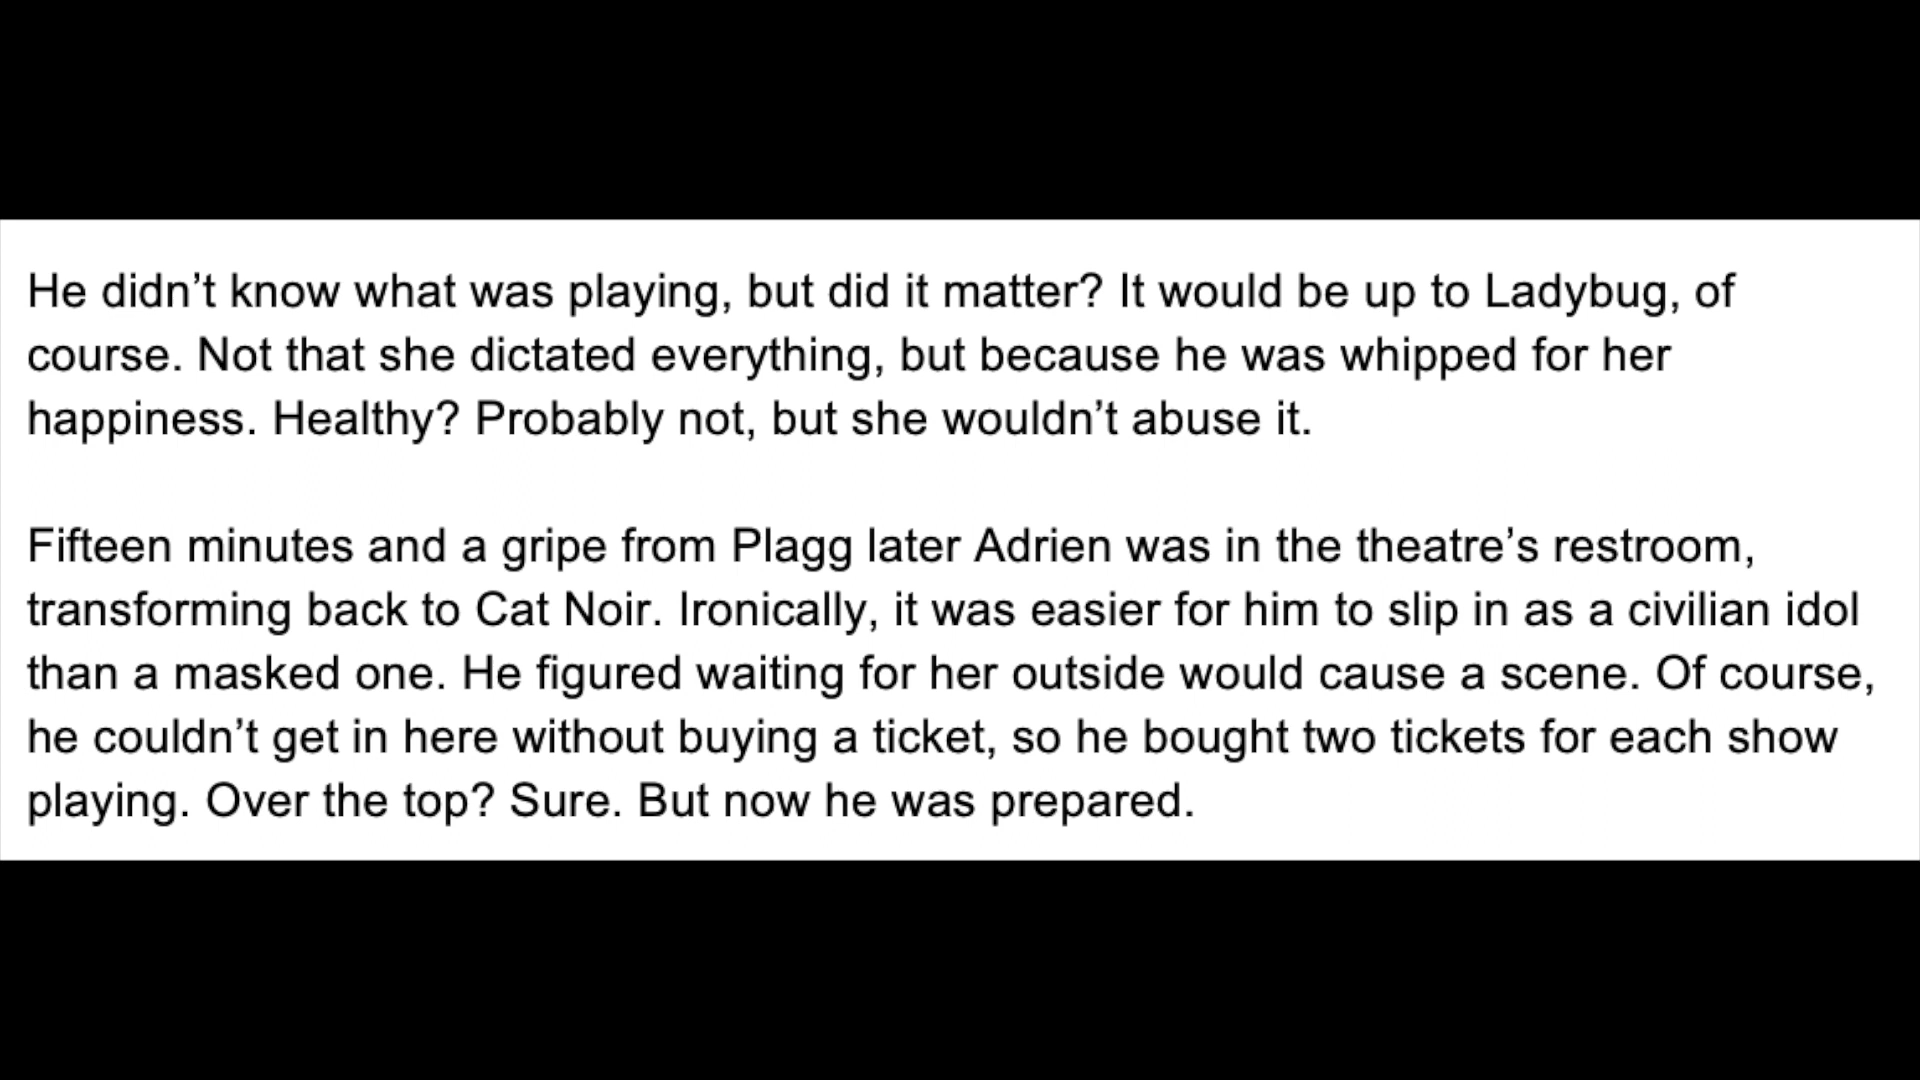 He didn’t know what was playing, but did it matter? It would be up to Ladybug, of
course. Not that she dictated everything, but because he was whipped for her
happiness. Healthy? Probably not, but she wouldn’t abuse it.
Fifteen minutes and a gripe from Plagg later Adrien was in the theatre’s restroom,
transforming back to Cat Noir. Ironically, it was easier for him to slip in as a civilian idol
than a masked one. He figured waiting for her outside would cause a scene. Of course,
he couldn’t get in here without buying a ticket, so he bought two tickets for each show
playing. Over the top? Sure. But now he was prepared.